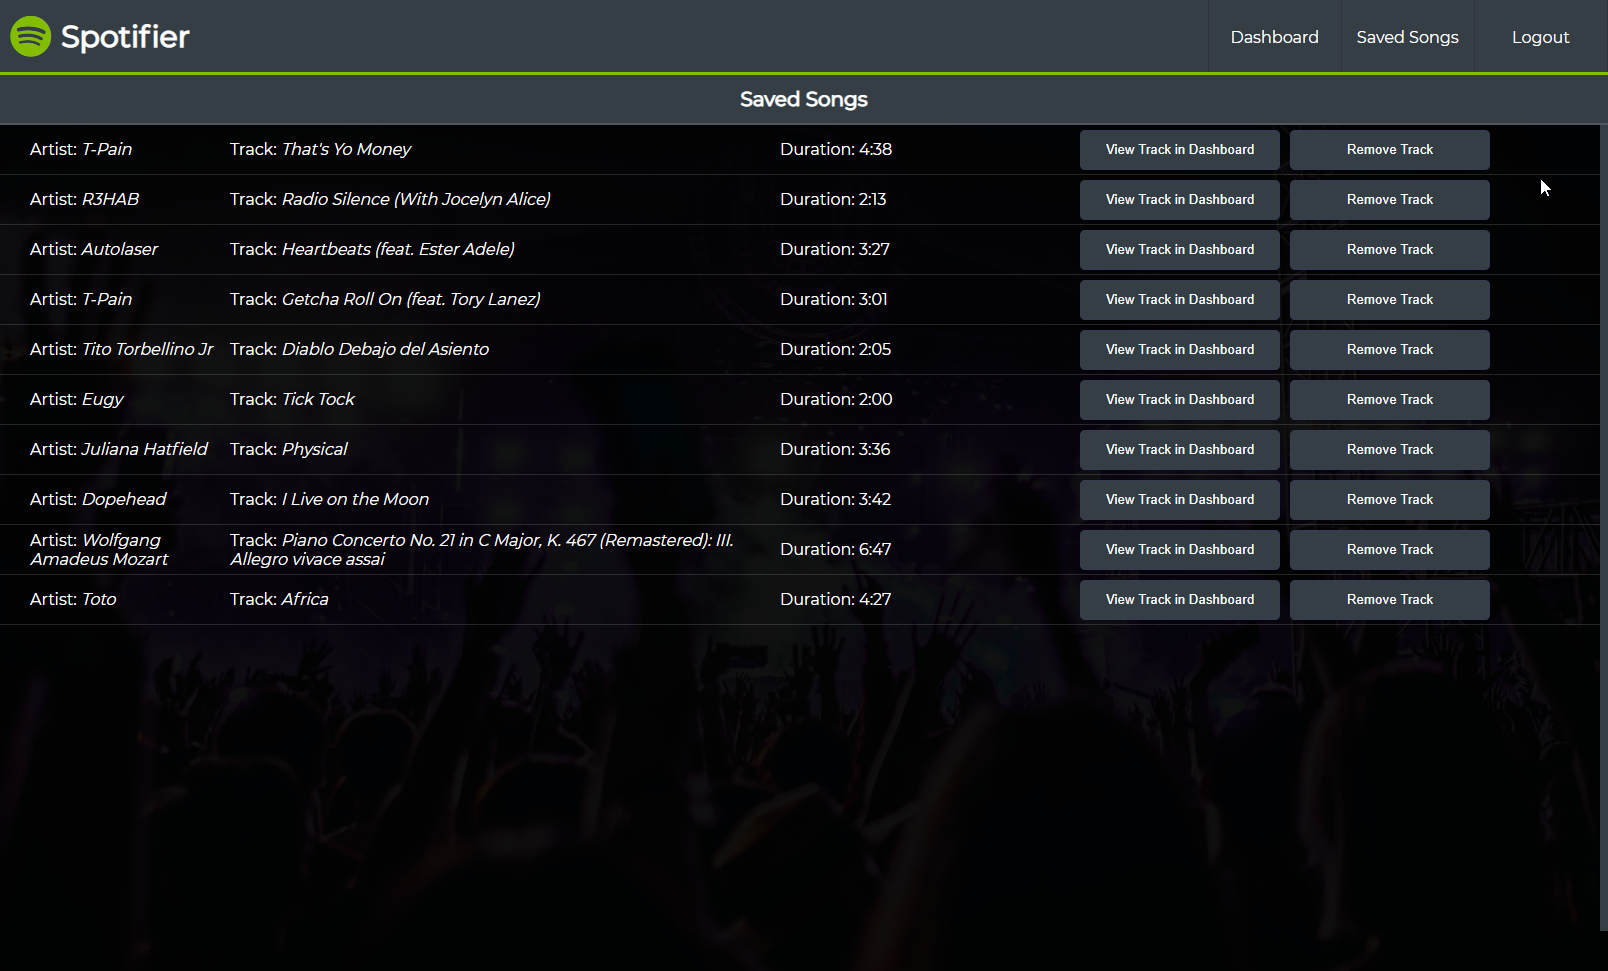 Spotifier
Dashboard
Saved Songs
Logout
Saved Songs
Artist: T-Pain Track: That's Yo Money Duration: 4:38 View Track in Dashboard Remove Track
Artist: R3HAB Track: Radio Silence (With Jocelyn Alice) Duration: 2:13 View Track in Dashboard Remove Track
Artist: Autolaser Track: Heartbeats (feat. Ester Adele) Duration: 3:27 View Track in Dashboard Remove Track
Artist: T-Pain Track: Getcha Roll On (feat. Tory Lanez) Duration: 3:01 View Track in Dashboard Remove Track
Artist: Tito Torbellino Jr Track: Diablo Debajo del Asiento Duration: 2:05 View Track in Dashboard Remove Track
Artist: Eugy Track: Tick Tock Duration: 2:00 View Track in Dashboard Remove Track
Artist: Juliana Hatfield Track: Physical Duration: 3:36 View Track in Dashboard Remove Track
Artist: Dopehead Track: I Live on the Moon Duration: 3:42 View Track in Dashboard Remove Track
Artist: Wolfgang
Amadeus Mozart
Track: Piano Concerto No. 21 in C Major, K. 467 (Remastered): III.
Allegro vivace assai
Duration: 6:47 View Track in Dashboard Remove Track
Artist: Toto Track: Africa Duration: 4:27 View Track in Dashboard Remove Track